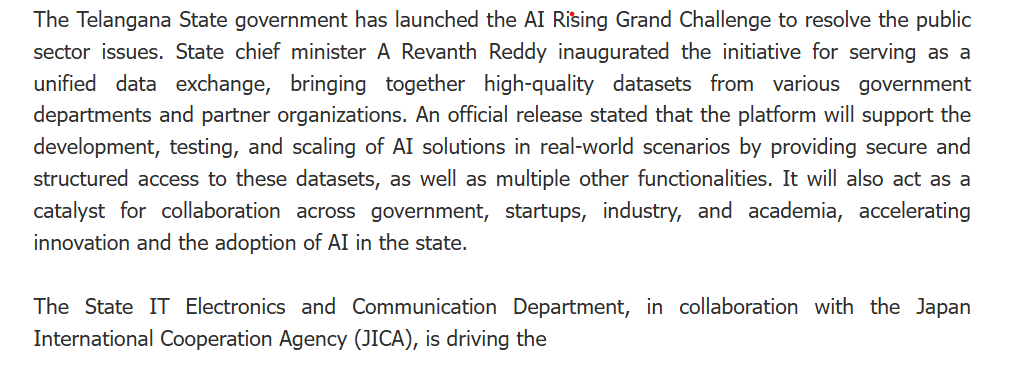 The Telangana State government has launched the AI Rising Grand Challenge to resolve the public
sector issues. State chief minister A Revanth Reddy inaugurated the initiative for serving as a
unified data exchange, bringing together high-quality datasets from various government
departments and partner organizations. An official release stated that the platform will support the
development, testing, and scaling of AI solutions in real-world scenarios by providing secure and
structured access to these datasets, as well as multiple other functionalities. It will also act as a
catalyst for collaboration across government, startups, industry, and academia, accelerating
innovation and the adoption of AI in the state.
The State IT Electronics and Communication Department, in collaboration with the Japan
International Cooperation Agency (JICA), is driving the